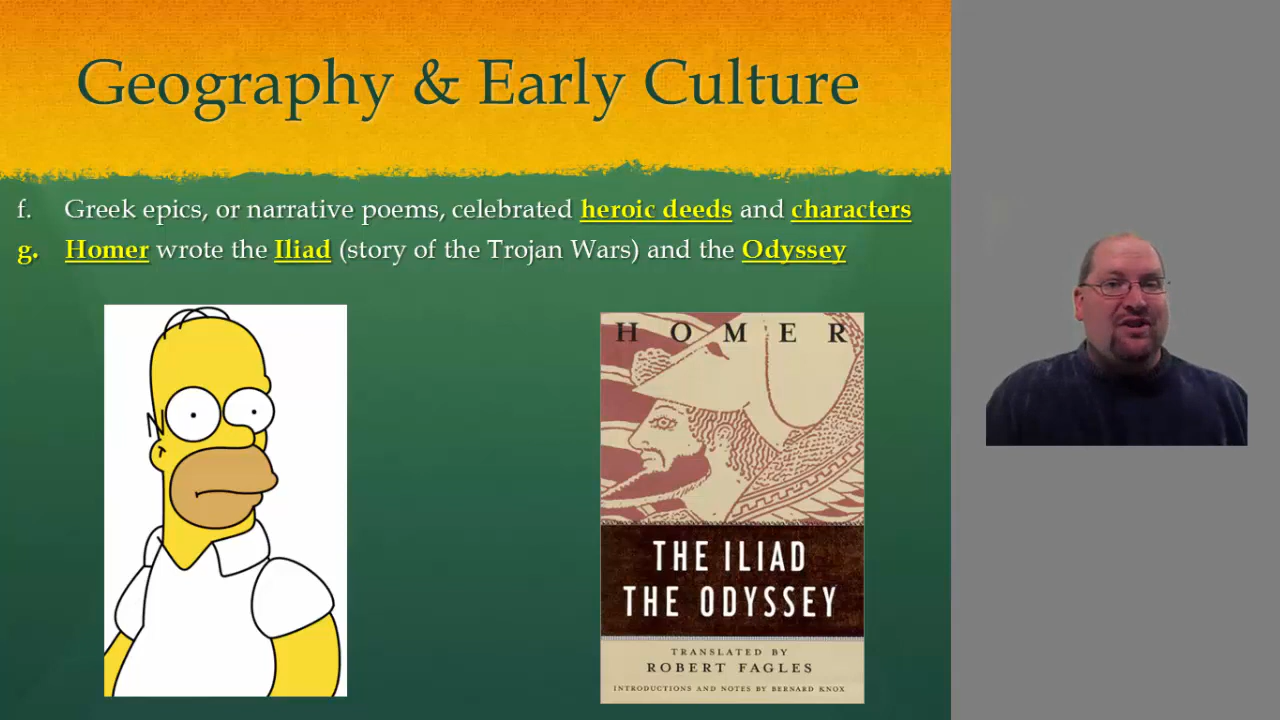 Geography & Early Culture
f. Greek epics, or narrative poems, celebrated heroic deeds and characters
g. Homer wrote the Iliad (story of the Trojan Wars) and the Odyssey
HOMER
THE ILIAD
THE ODYSSEY
TRANSLATED BY
ROBERT FAGLES
INTRODUCTIONS AND NOTES BY BERNARD KNOX